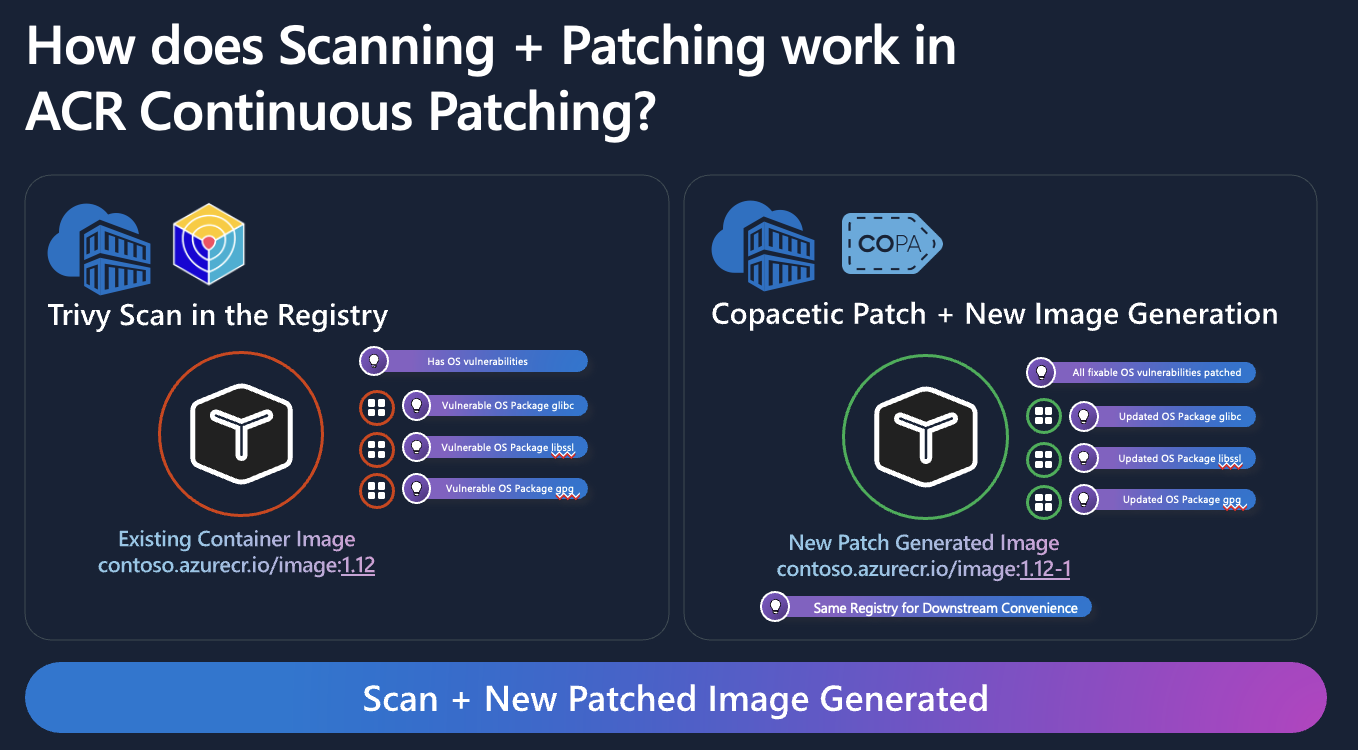 How does Scanning + Patching work in
ACR Continuous Patching?
Trivy Scan in the Registry
Has OS vulnerabilities
Vulnerable OS Package glibc
Vulnerable OS Package libssl
Vulnerable OS Package gpg
Existing Container Image
contoso.azurecr.io/image:1.12
COPA
Copacetic Patch + New Image Generation
All fixable OS vulnerabilities patched
Updated OS Package glibc
Updated OS Package libssl
Updated OS Package gpg
New Patch Generated Image
contoso.azurecr.io/image:1.12-1
Same Registry for Downstream Convenience
Scan + New Patched Image Generated